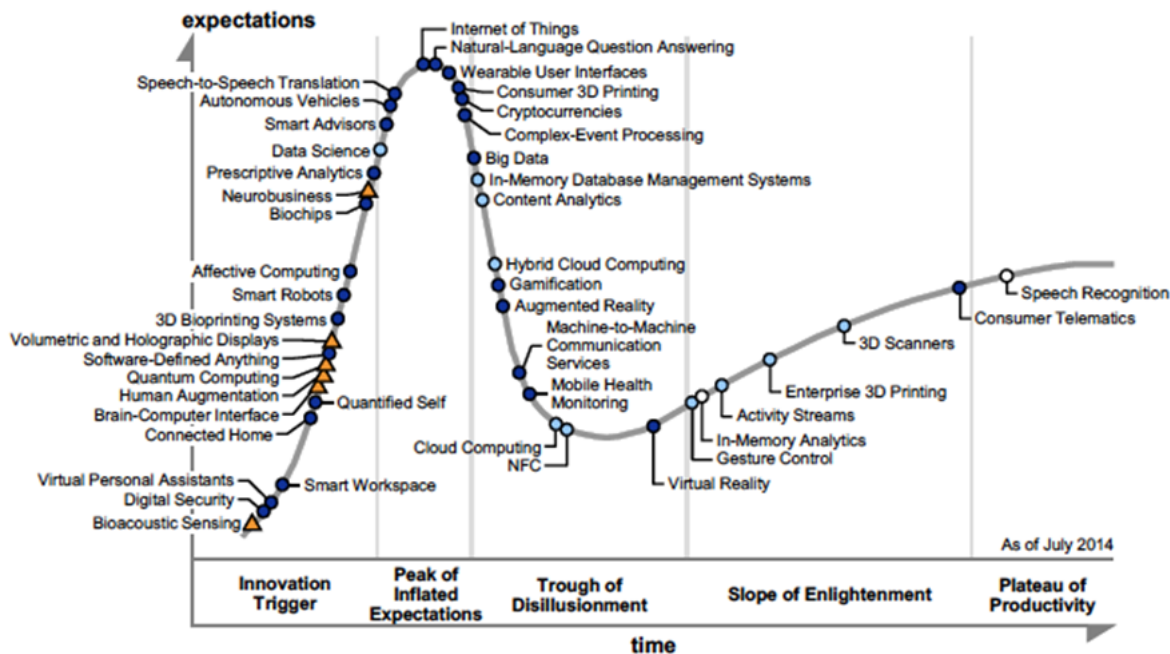 expectations
Internet of Things
Natural-Language Question Answering
Wearable User Interfaces
Speech-to-Speech Translation
Consumer 3D Printing
Autonomous Vehicles
Cryptocurrencies
Smart Advisors
Complex-Event Processing
Data Science
Big Data
Prescriptive Analytics
In-Memory Database Management Systems
Neurobusiness
Content Analytics
Biochips
Affective Computing
Hybrid Cloud Computing
Smart Robots
Gamification
3D Bioprinting Systems
Augmented Reality
Volumetric and Holographic Displays
Machine-to-Machine
Communication
Services
Software-Defined Anything
Quantum Computing
Human Augmentation
Brain-Computer Interface
Quantified Self
Connected Home
Mobile Health
Monitoring
Cloud Computing
NFC
Virtual Personal Assistants
Smart Workspace
Digital Security
Bioacoustic Sensing
Virtual Reality
Gesture Control
In-Memory Analytics
Activity Streams
Enterprise 3D Printing
3D Scanners
Consumer Telematics
Speech Recognition
As of July 2014
Innovation
Trigger
Peak of
Inflated
Expectations
Trough of
Disillusionment
Slope of Enlightenment
Plateau of
Productivity
time